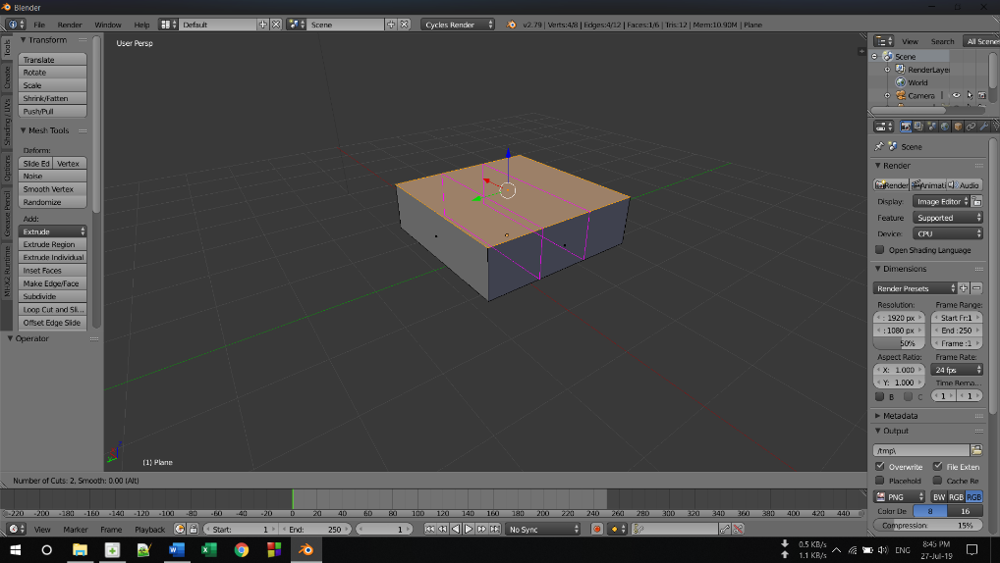 Blender
File Render Window Help Default Scene Cycles Render v2.79 | Verts:4/8 | Edges:4/12 | Faces:1/6 | Tris:12 | Mem:10.90M | Plane
Tools
Create
Shading / UVs
Options
Grease Pencil
MHX2 Runtime
Transform
Translate
Rotate
Scale
Shrink/Fatten
Push/Pull
Mesh Tools
Deform:
Slide Ed Vertex
Noise
Smooth Vertex
Randomize
Add:
Extrude
Extrude Region
Extrude Individual
Inset Faces
Make Edge/Face
Subdivide
Loop Cut and Sli...
Offset Edge Slide
Operator
User Persp
(1) Plane
View Search All Scenes
Scene
RenderLayer
World
Camera
Scene
Render
Render Animati Audio
Display: Image Editor
Feature Supported
Device: CPU
Open Shading Language
Dimensions
Render Presets
Resolution: Frame Range:
: 1920 px Start Fr:1
: 1080 px End :250
50% Frame :1
Aspect Ratio: Frame Rate:
X: 1.000 24 fps
Y: 1.000 Time Rema...
B C 1 1
Metadata
Output
/tmp\
Overwrite File Exten
Placehold Cache Re
PNG BW RGB RGB
Color De 8 16
Compression: 15%
Number of Cuts: 2, Smooth: 0.00 (Alt)
-220 -200 -180 -160 -140 -120 -100 -80 -60 -40 -20 0 20 40 60 80 100 120 140 160 180 200 220 240 260 280 300 320 340 360 380 400 420 440
View Marker Frame Playback Start: 1 End: 250 1 No Sync
0.5 KB/s
1.1 KB/s
ENG
8:45 PM
27-Jul-19